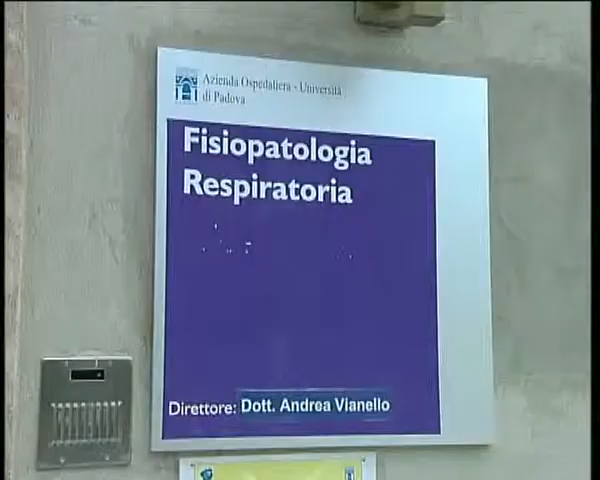 Azienda Ospedaliera - Università
di Padova
Fisiopatologia
Respiratoria
Direttore: Dott. Andrea Vianello